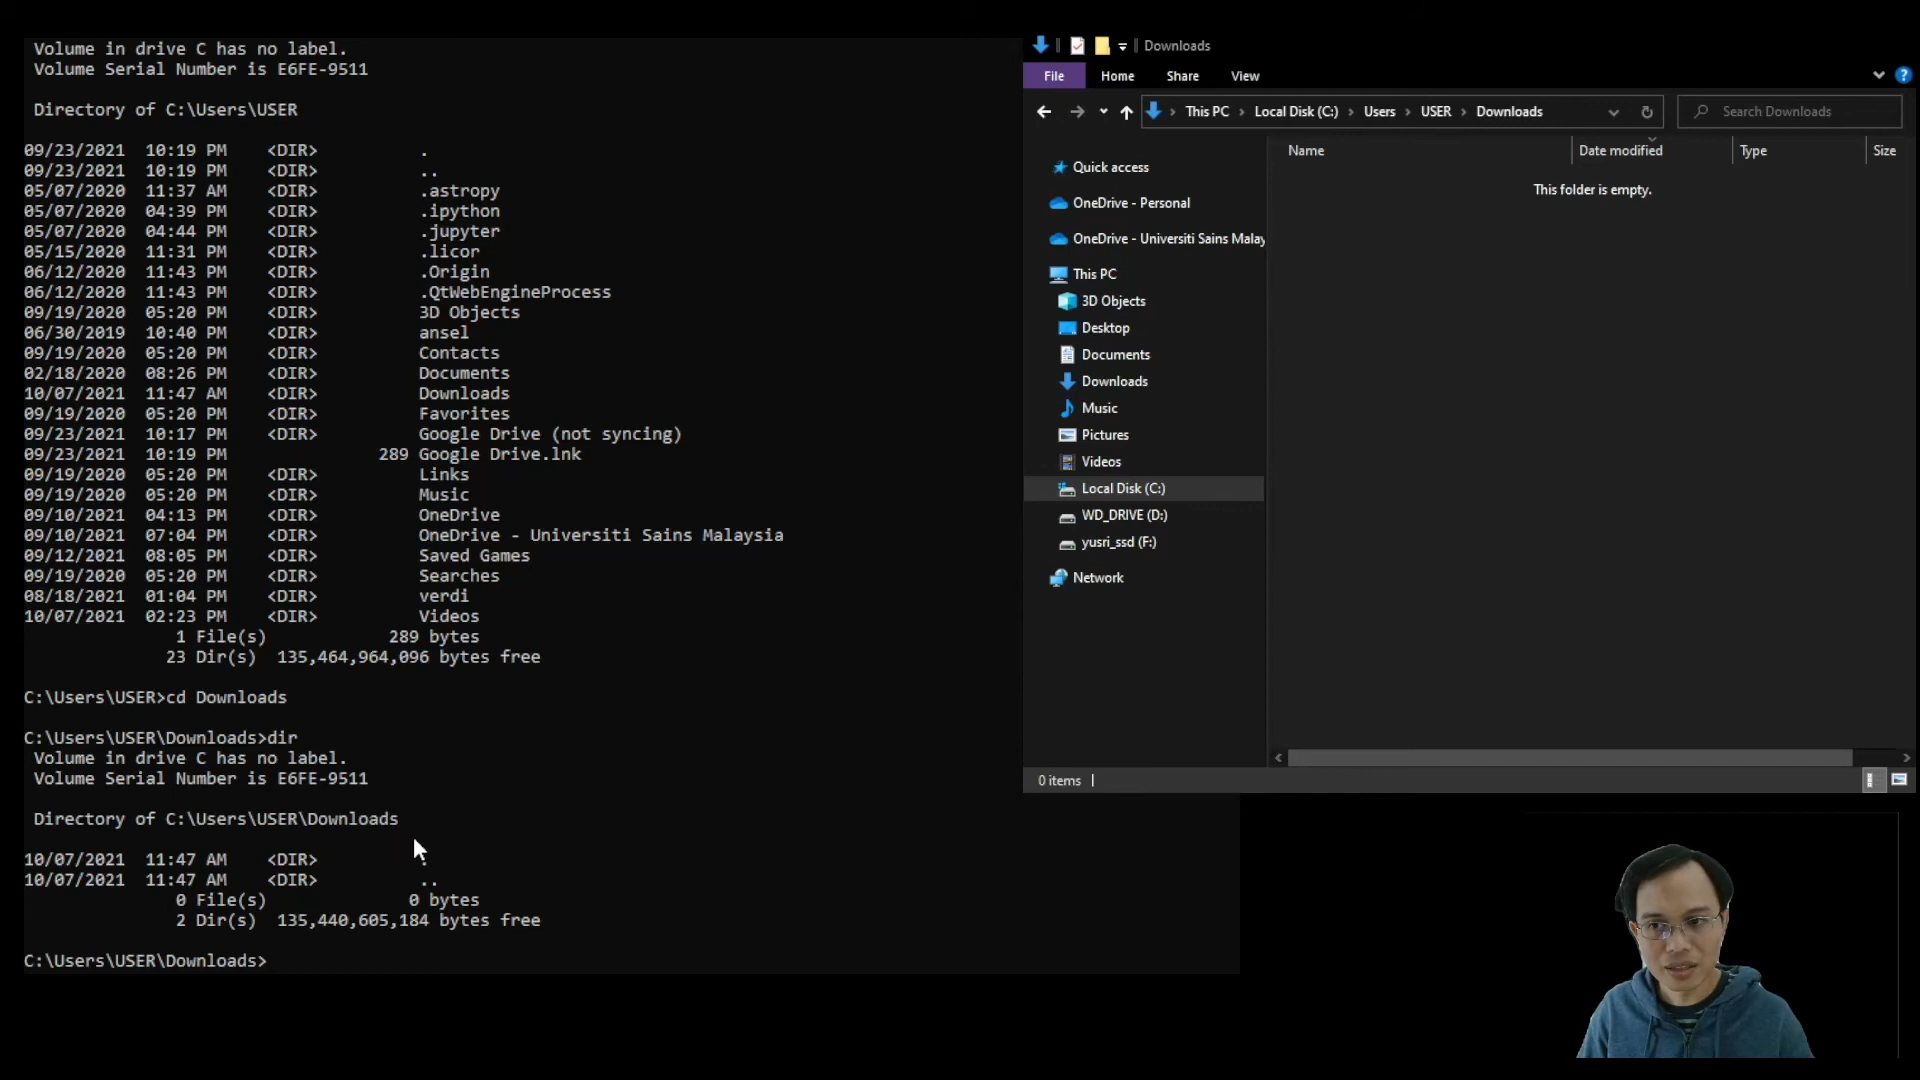 Volume in drive C has no label.
Volume Serial Number is E6FE-9511
Directory of C:\Users\USER
09/23/2021 10:19 PM <DIR> .
09/23/2021 10:19 PM <DIR> ..
05/07/2020 11:37 AM <DIR> .astropy
05/07/2020 04:39 PM <DIR> .ipython
05/07/2020 04:44 PM <DIR> .jupyter
05/15/2020 11:31 PM <DIR> .licor
06/12/2020 11:43 PM <DIR> .Origin
06/12/2020 11:43 PM <DIR> .QtWebEngineProcess
09/19/2020 05:20 PM <DIR> 3D Objects
06/30/2019 10:40 PM <DIR> ansel
09/19/2020 05:20 PM <DIR> Contacts
02/18/2020 08:26 PM <DIR> Documents
10/07/2021 11:47 AM <DIR> Downloads
09/19/2020 05:20 PM <DIR> Favorites
09/23/2021 10:17 PM <DIR> Google Drive (not syncing)
09/23/2021 10:19 PM 289 Google Drive.lnk
09/19/2020 05:20 PM <DIR> Links
09/19/2020 05:20 PM <DIR> Music
09/10/2021 04:13 PM <DIR> OneDrive
09/10/2021 07:04 PM <DIR> OneDrive - Universiti Sains Malaysia
09/12/2021 08:05 PM <DIR> Saved Games
09/19/2020 05:20 PM <DIR> Searches
08/18/2021 01:04 PM <DIR> verdi
10/07/2021 02:23 PM <DIR> Videos
1 File(s) 289 bytes
23 Dir(s) 135,464,964,096 bytes free
C:\Users\USER>cd Downloads
C:\Users\USER\Downloads>dir
Volume in drive C has no label.
Volume Serial Number is E6FE-9511
Directory of C:\Users\USER\Downloads
10/07/2021 11:47 AM <DIR> .
10/07/2021 11:47 AM <DIR> ..
0 File(s) 0 bytes
2 Dir(s) 135,440,605,184 bytes free
C:\Users\USER\Downloads>
Downloads
File Home Share View
This PC > Local Disk (C:) > Users > USER > Downloads
Search Downloads
Name Date modified Type Size
This folder is empty.
Quick access
OneDrive - Personal
OneDrive - Universiti Sains Malay
This PC
3D Objects
Desktop
Documents
Downloads
Music
Pictures
Videos
Local Disk (C:)
WD_DRIVE (D:)
yusri_ssd (F:)
Network
0 items